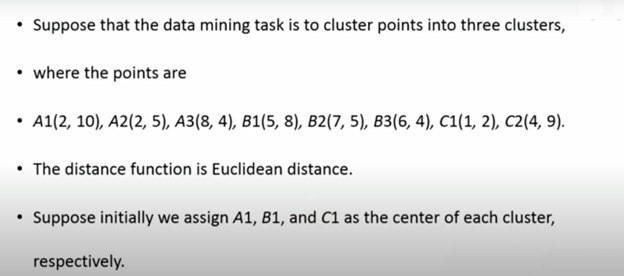 • Suppose that the data mining task is to cluster points into three clusters,
• where the points are
• A1(2, 10), A2(2, 5), A3(8, 4), B1(5, 8), B2(7, 5), B3(6, 4), C1(1, 2), C2(4, 9).
• The distance function is Euclidean distance.
• Suppose initially we assign A1, B1, and C1 as the center of each cluster,
respectively.